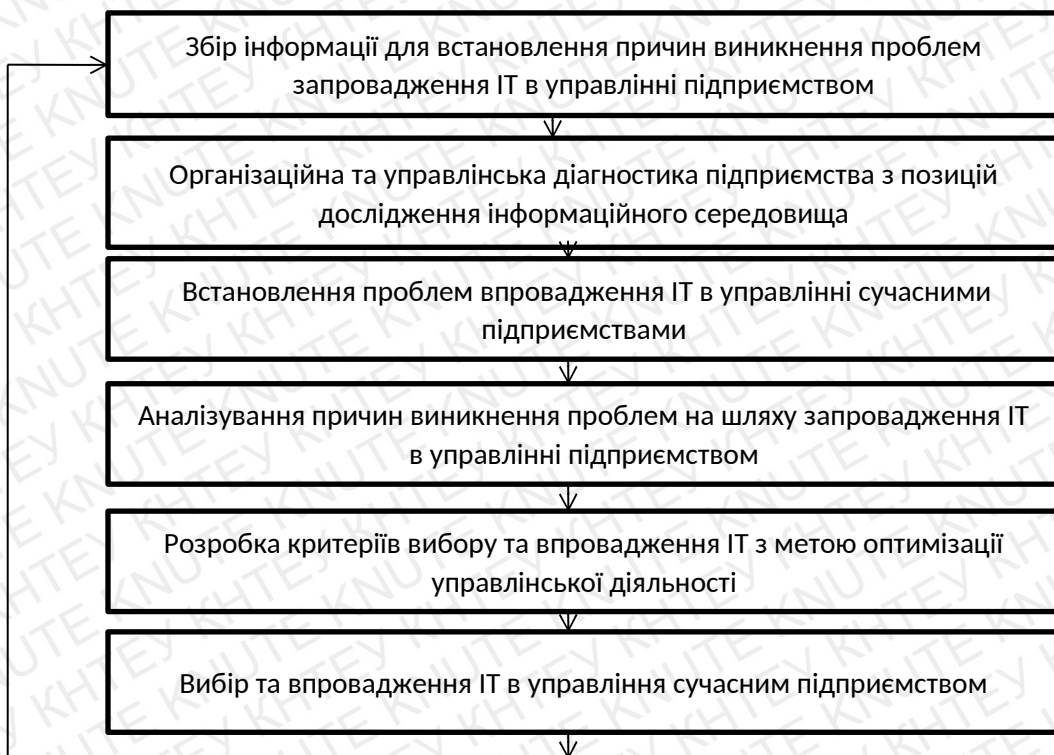 Збір інформації для встановлення причин виникнення проблем
запровадження ІТ в управлінні підприємством
Організаційна та управлінська діагностика підприємства з позицій
дослідження інформаційного середовища
Встановлення проблем впровадження ІТ в управлінні сучасними
підприємствами
Аналізування причин виникнення проблем на шляху запровадження ІТ
в управлінні підприємством
Розробка критеріїв вибору та впровадження ІТ з метою оптимізації
управлінської діяльності
Вибір та впровадження ІТ в управління сучасним підприємством